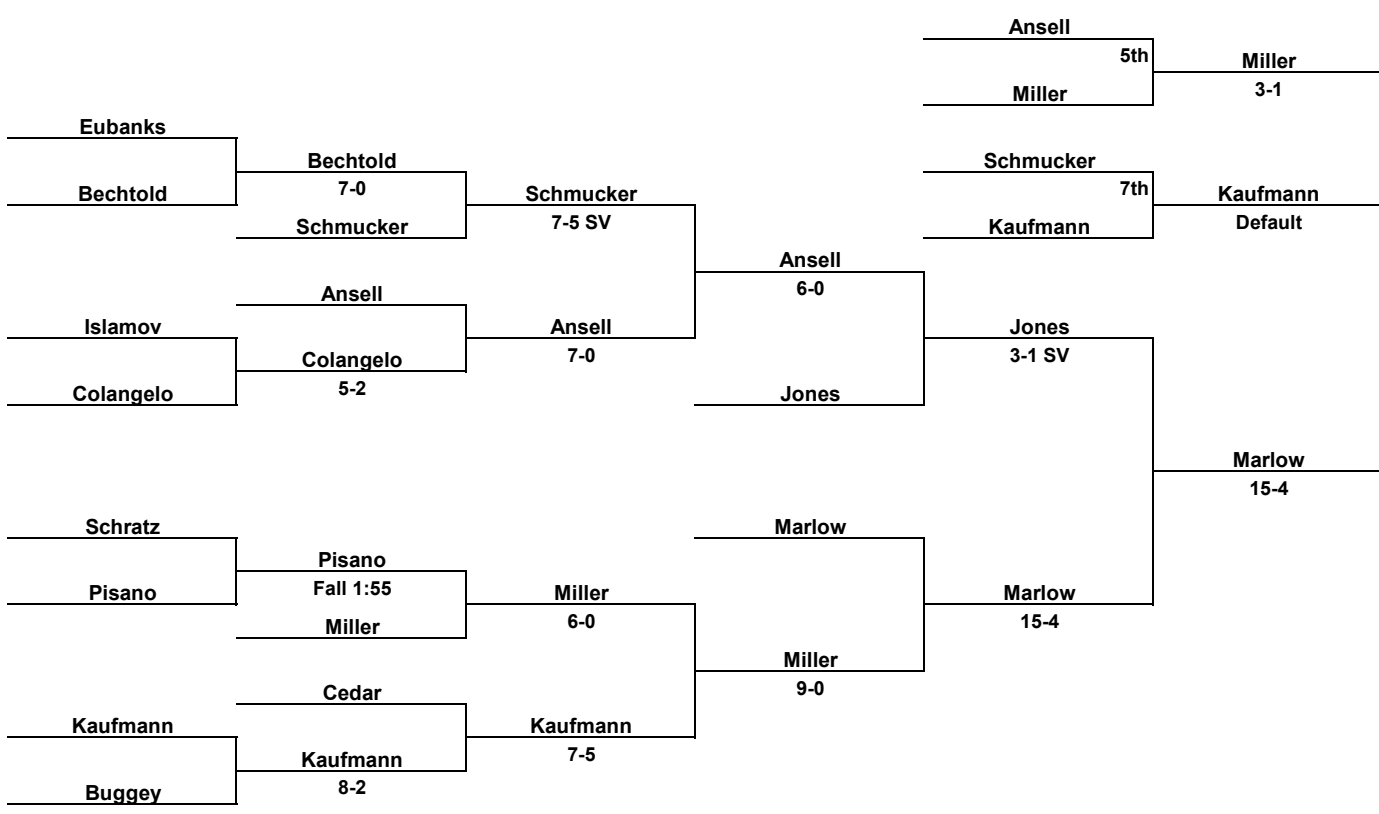 Ansell
5th
Miller
3-1
Miller
Eubanks
Bechtold
7-0
Bechtold
Schmucker
7-5 SV
Schmucker
Schmucker
7th
Kaufmann
Default
Kaufmann
Ansell
6-0
Ansell
Islamov
Ansell
7-0
Colangelo
5-2
Colangelo
Jones
3-1 SV
Jones
Marlow
15-4
Schratz
Pisano
Fall 1:55
Pisano
Miller
6-0
Miller
Marlow
Marlow
15-4
Miller
9-0
Cedar
Kaufmann
Kaufmann
7-5
Kaufmann
8-2
Buggey